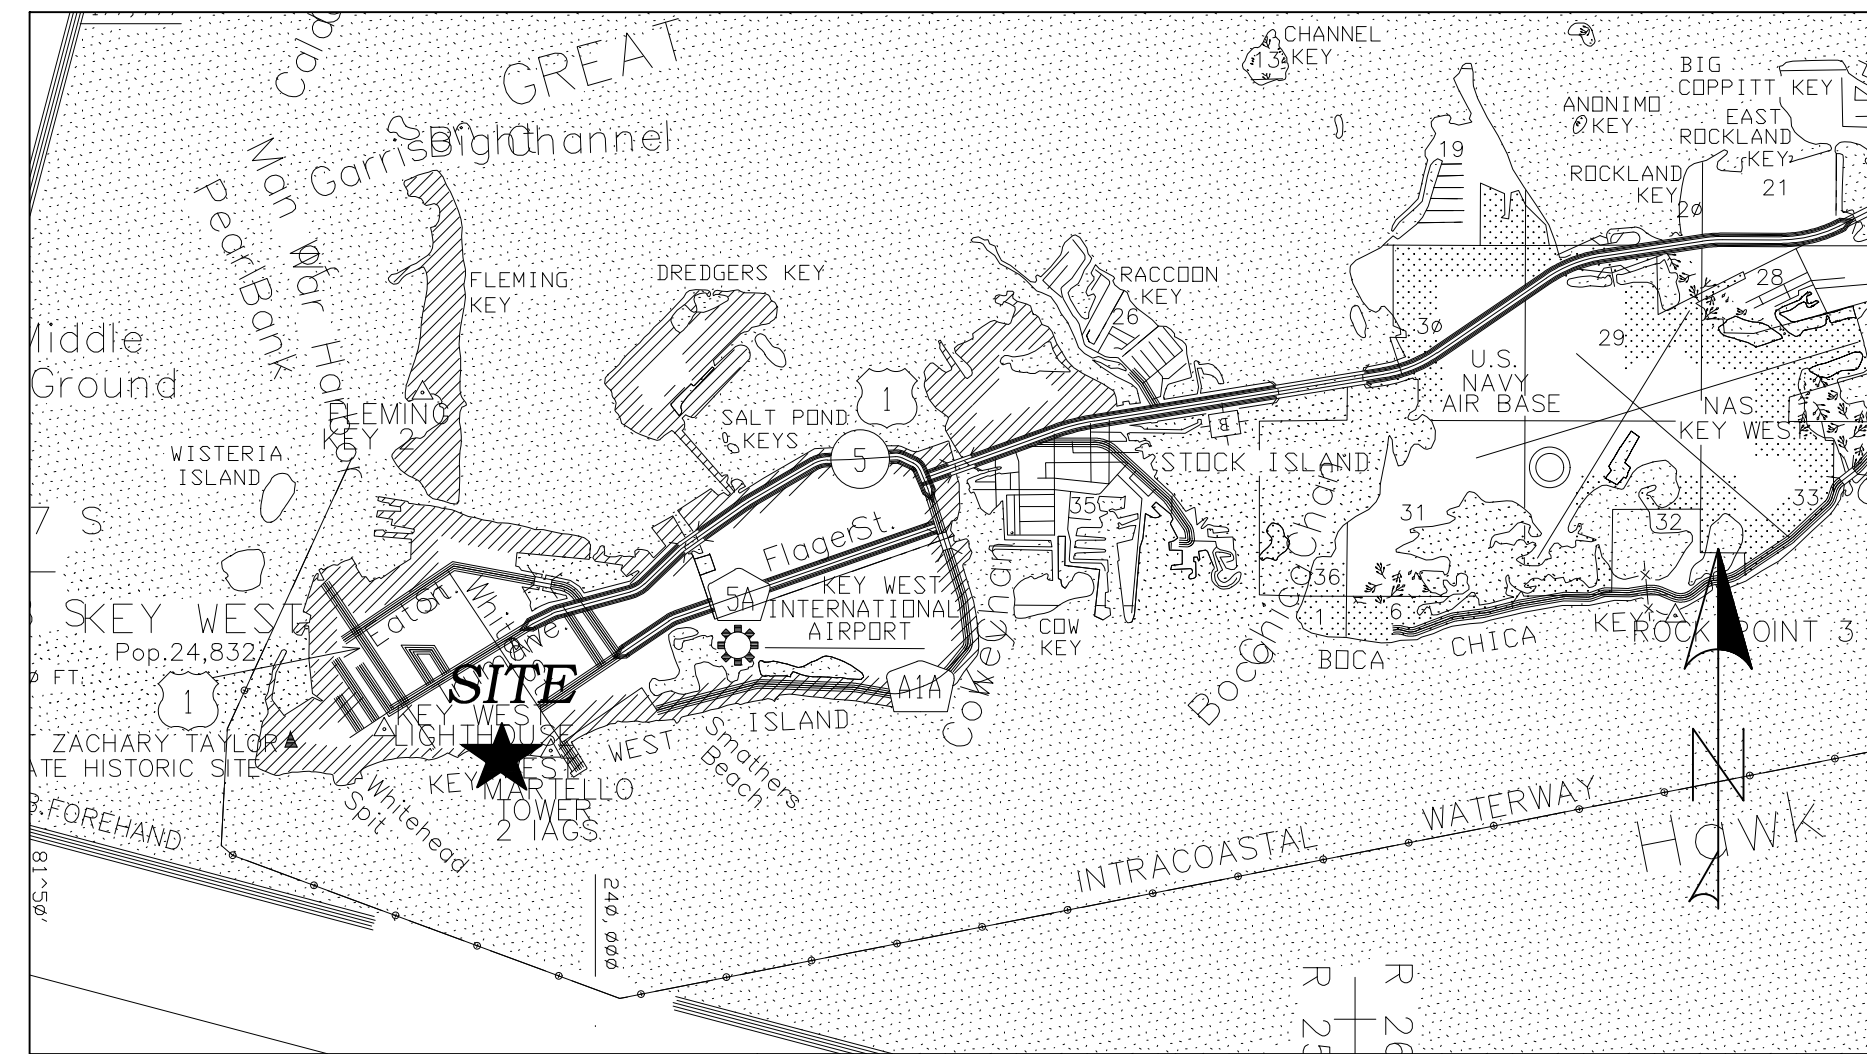 GREAT
CHANNEL
KEY
13
BIG
COPPITT KEY
ANONIMO
KEY
EAST
ROCKLAND
KEY
Garrison Bight
Channel
19
ROCKLAND
KEY
21
20
Man of War Harbor
Pearl Bank
FLEMING
KEY
DREDGERS KEY
RACCOON
KEY
26
28
30
29
Middle
Ground
U.S.
NAVY
AIR BASE
NAS
KEY WEST
FLEMING
KEY 2
1
SALT POND
KEYS
B
WISTERIA
ISLAND
5
STOCK ISLAND
7 S
35
31
33
32
Flager St.
5A
KEY WEST
INTERNATIONAL
AIRPORT
36
1
6
S
KEY WEST
Pop.24,832
Eaton
White
Ave.
COW
KEY
Cow Key Chan
Boca Chica Chan
BOCA
CHICA
KEY
ROCK POINT 3
FT.
1
SITE
A1A
KEY WEST
LIGHTHOUSE
ISLAND
WEST
KEY
Smathers
Beach
ZACHARY TAYLOR
ATE HISTORIC SITE
WEST
MARTELLO
TOWER
2 IAGS
Whitehead
Spit
B.FOREHAND
N
INTRACOASTAL
WATERWAY
Hawk
81^50'
240,000
R 25
R 26